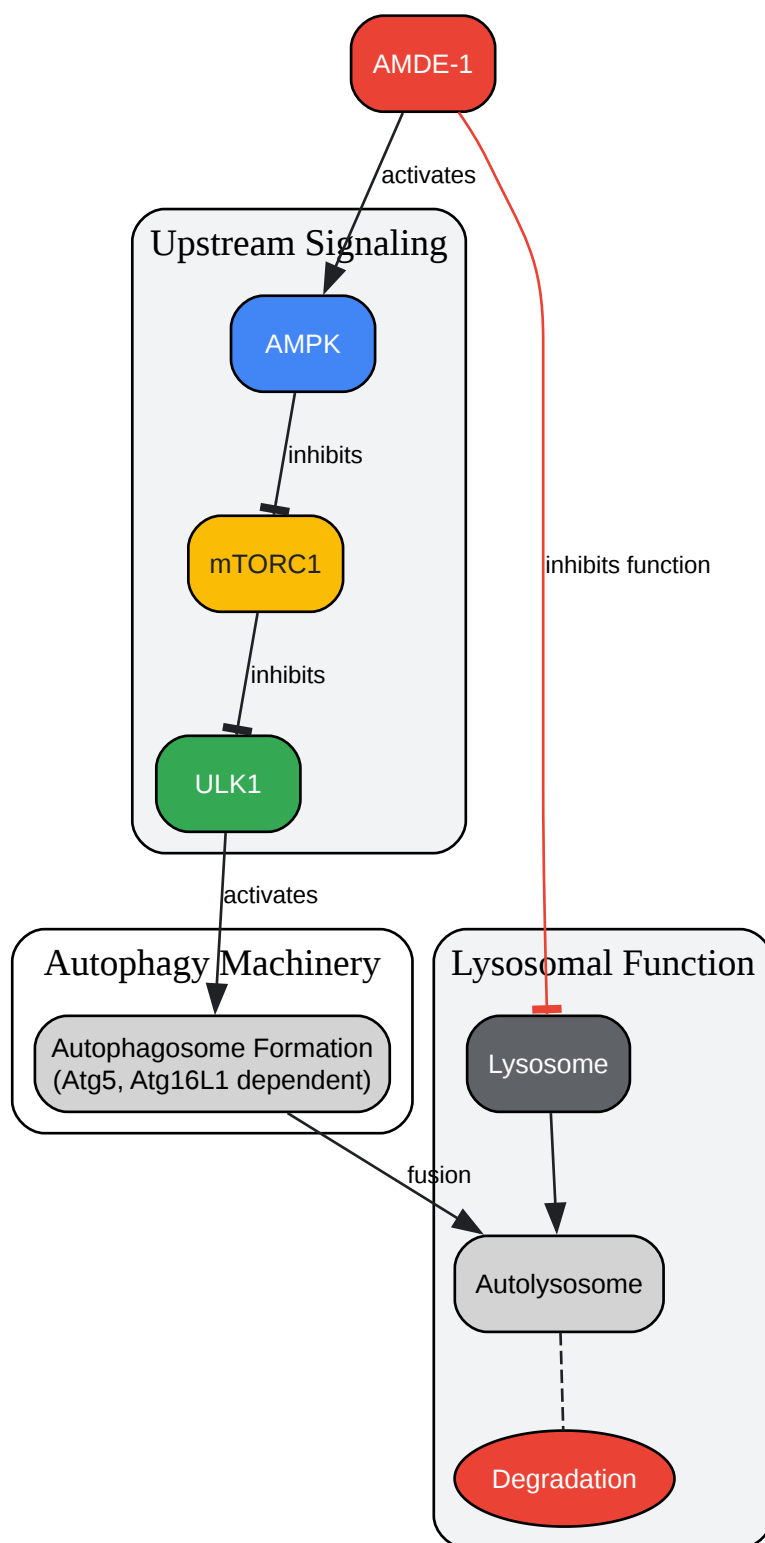 AMDE-1
activates
Upstream Signaling
AMPK
inhibits
mTORC1
inhibits function
inhibits
ULK1
activates
Autophagy Machinery
Lysosomal Function
Autophagosome Formation
(Atg5, Atg16L1 dependent)
Lysosome
fusion
Autolysosome
Degradation